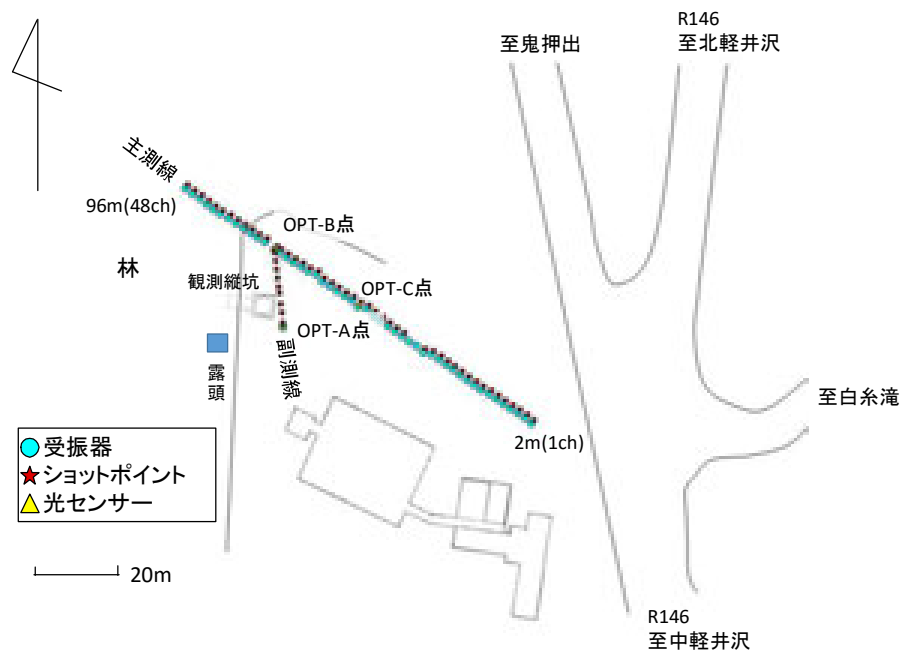 R146
至鬼押出
至北軽井沢
主測線
96m(48ch)
OPT-B点
林
観測縦坑
OPT-C点
OPT-A点
副測線
露頭
至白糸滝
2m(1ch)
受振器
ショットポイント
光センサー
20m
R146
至中軽井沢